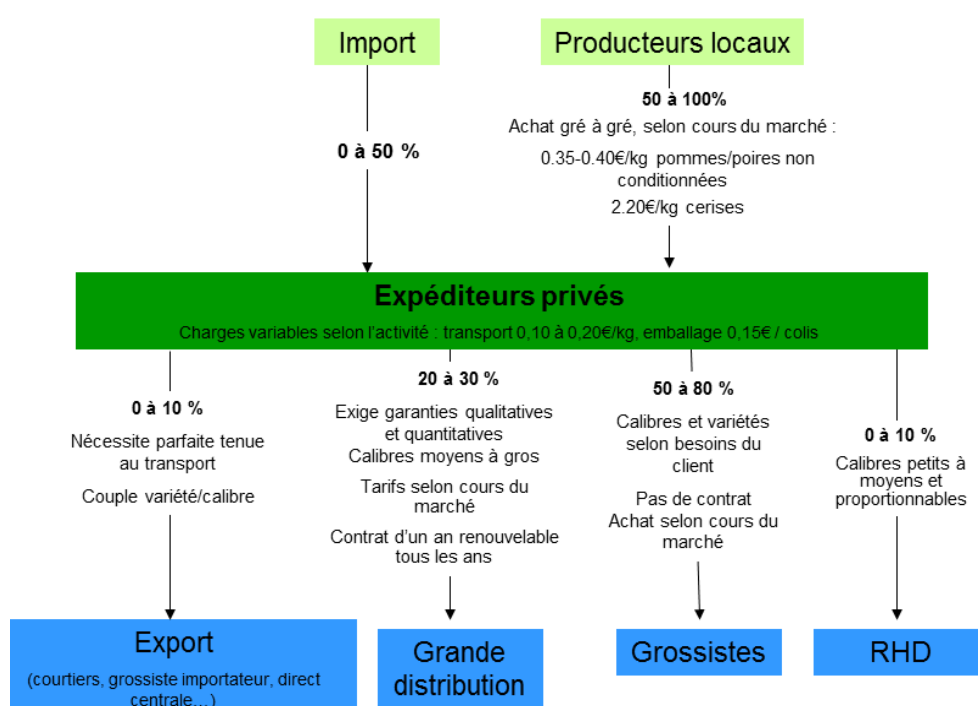 Import
Producteurs locaux
0 à 50 %
50 à 100%
Achat gré à gré, selon cours du marché :
0.35-0.40€/kg pommes/poires non
conditionnées
2.20€/kg cerises
Expéditeurs privés
Charges variables selon l'activité : transport 0,10 à 0,20€/kg, emballage 0,15€ / colis
0 à 10 %
Nécessite parfaite tenue
au transport
Couple variété/calibre
20 à 30 %
Exige garanties qualitatives
et quantitatives
Calibres moyens à gros
Tarifs selon cours du
marché
Contrat d'un an renouvelable
tous les ans
50 à 80 %
Calibres et variétés
selon besoins du
client
Pas de contrat
Achat selon cours du
marché
0 à 10 %
Calibres petits à
moyens et
proportionnables
Export
(courtiers, grossiste importateur, direct
centrale…)
Grande
distribution
Grossistes
RHD